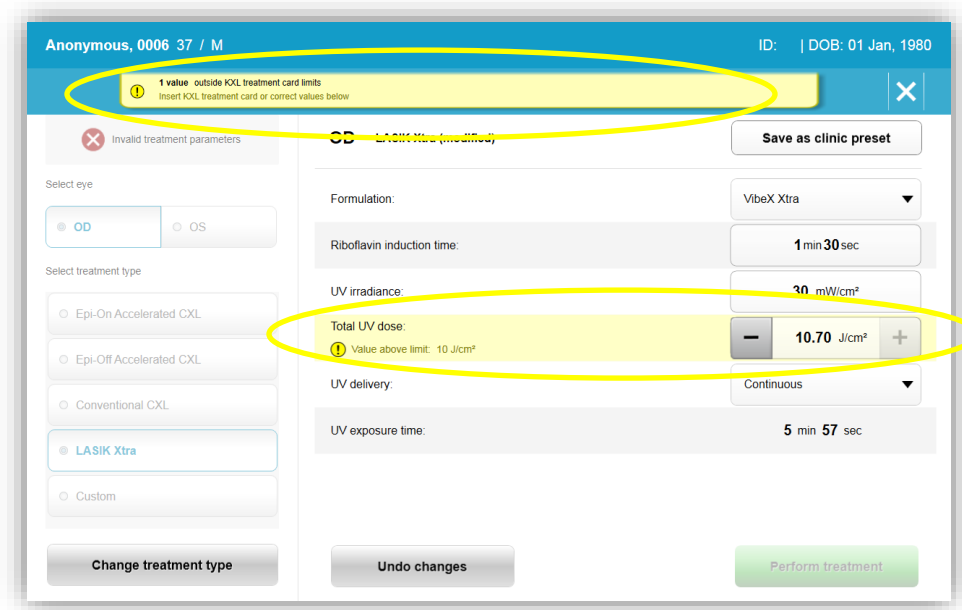 Anonymous, 0006 37 / M
ID: | DOB: 01 Jan, 1980
1 value outside KXL treatment card limits
Insert KXL treatment card or correct values below
Invalid treatment parameters
OD LASIK Xtra (modified)
Save as clinic preset
Select eye
OD
OS
Select treatment type
Epi-On Accelerated CXL
Epi-Off Accelerated CXL
Conventional CXL
LASIK Xtra
Custom
Change treatment type
Formulation:
VibeX Xtra
Riboflavin induction time:
1 min 30 sec
UV irradiance:
30 mW/cm²
Total UV dose:
Value above limit: 10 J/cm²
10.70 J/cm²
UV delivery:
Continuous
UV exposure time:
5 min 57 sec
Undo changes
Perform treatment